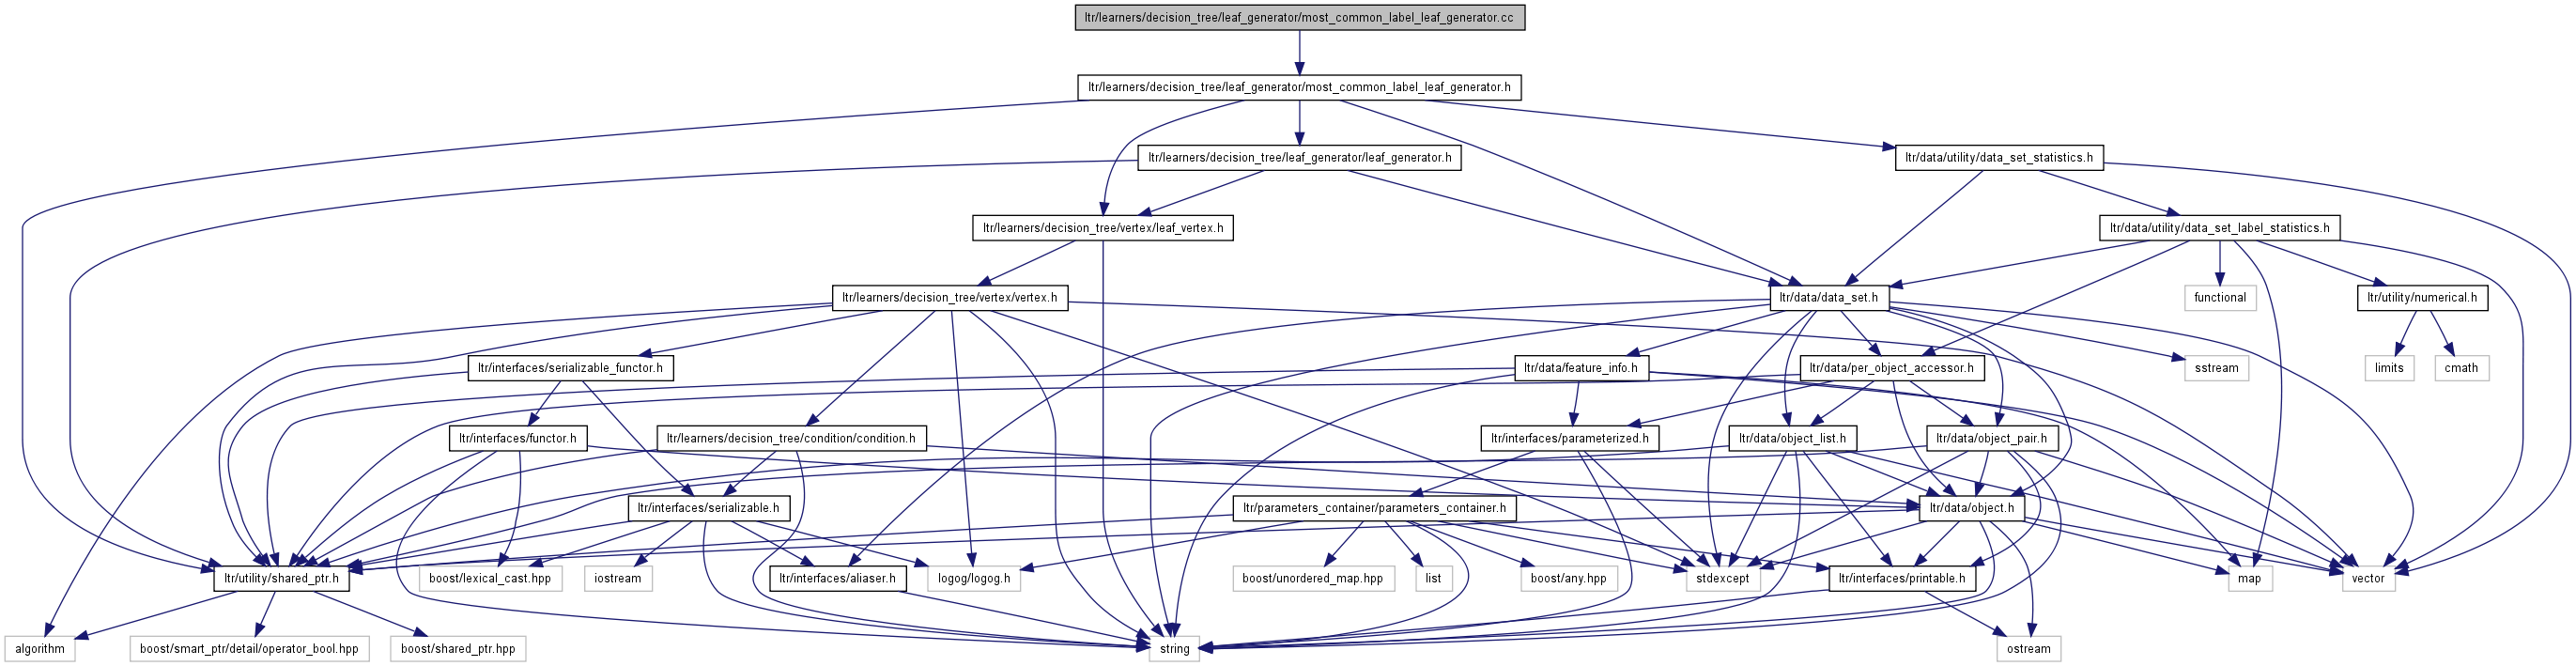 ltr/learners/decision_tree/leaf_generator/most_common_label_leaf_generator.cc
ltr/learners/decision_tree/leaf_generator/most_common_label_leaf_generator.h
ltr/learners/decision_tree/leaf_generator/leaf_generator.h
ltr/data/utility/data_set_statistics.h
ltr/learners/decision_tree/vertex/leaf_vertex.h
ltr/data/utility/data_set_label_statistics.h
ltr/learners/decision_tree/vertex/vertex.h
ltr/data/data_set.h
functional
ltr/utility/numerical.h
ltr/interfaces/serializable_functor.h
ltr/data/feature_info.h
ltr/data/per_object_accessor.h
sstream
limits
cmath
ltr/interfaces/functor.h
ltr/learners/decision_tree/condition/condition.h
ltr/interfaces/parameterized.h
ltr/data/object_list.h
ltr/data/object_pair.h
ltr/interfaces/serializable.h
ltr/parameters_container/parameters_container.h
ltr/data/object.h
ltr/utility/shared_ptr.h
boost/lexical_cast.hpp
iostream
ltr/interfaces/aliaser.h
logog/logog.h
boost/unordered_map.hpp
list
boost/any.hpp
stdexcept
ltr/interfaces/printable.h
map
vector
algorithm
boost/smart_ptr/detail/operator_bool.hpp
boost/shared_ptr.hpp
string
ostream